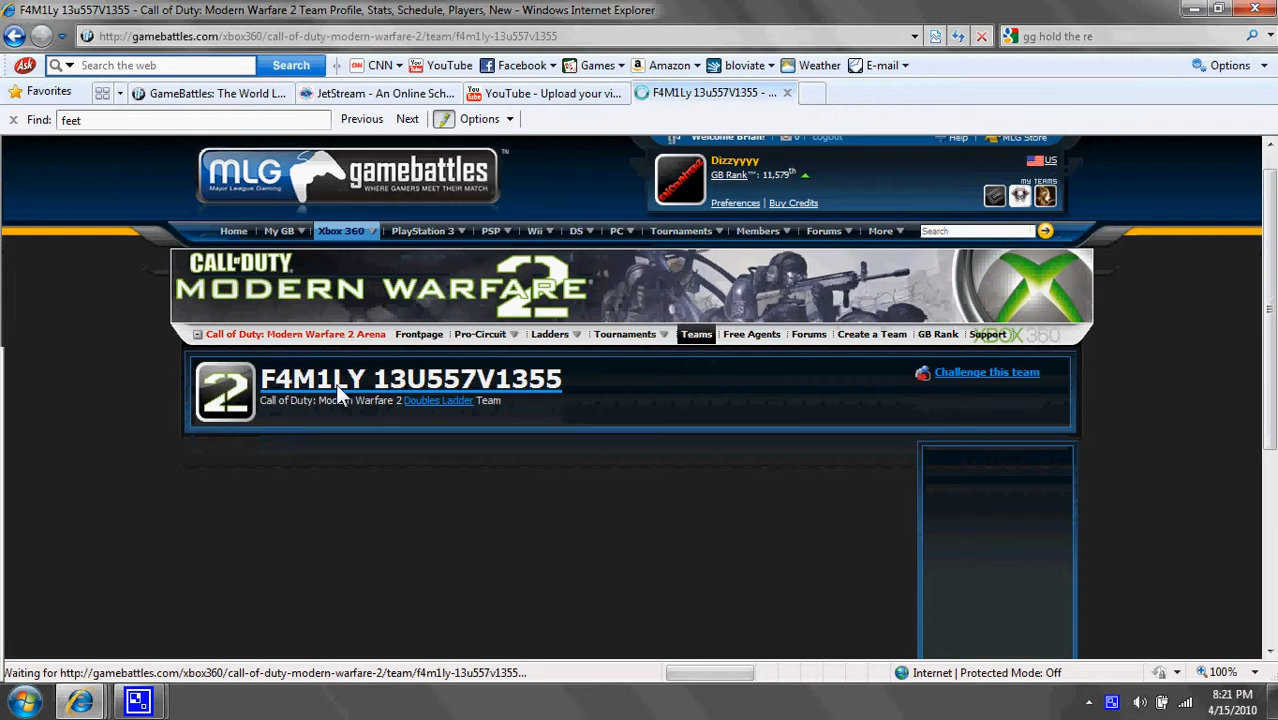 F4M1Ly 13u557V1355 - Call of Duty: Modern Warfare 2 Team Profile, Stats, Schedule, Players, New - Windows Internet Explorer
http://gamebattles.com/xbox360/call-of-duty-modern-warfare-2/team/f4m1ly-13u557v1355 gg hold the re
Ask Search the web Search CNN YouTube Facebook Games Amazon bloviate Weather E-mail Options
Favorites GameBattles: The World L... JetStream - An Online Sch... YouTube - Upload your vi... F4M1Ly 13u557V1355 - ...
Find: feet Previous Next Options
Welcome Brian! Logout Help MLG Store
MLG Major League Gaming gamebattles ™ WHERE GAMERS MEET THEIR MATCH
Dizzyyyy US
GB Rank™: 11,579th MY TEAMS
Preferences | Buy Credits
Home My GB Xbox 360 PlayStation 3 PSP Wii DS PC Tournaments Members Forums More Search
CALL OF DUTY
MODERN WARFARE 2
Call of Duty: Modern Warfare 2 Arena Frontpage Pro-Circuit Ladders Tournaments Teams Free Agents Forums Create a Team GB Rank Support XBOX 360
2 F4M1LY 13U557V1355 Challenge this team
Call of Duty: Modern Warfare 2 Doubles Ladder Team
Waiting for http://gamebattles.com/xbox360/call-of-duty-modern-warfare-2/team/f4m1ly-13u557v1355... Internet | Protected Mode: Off 100%
8:21 PM
4/15/2010